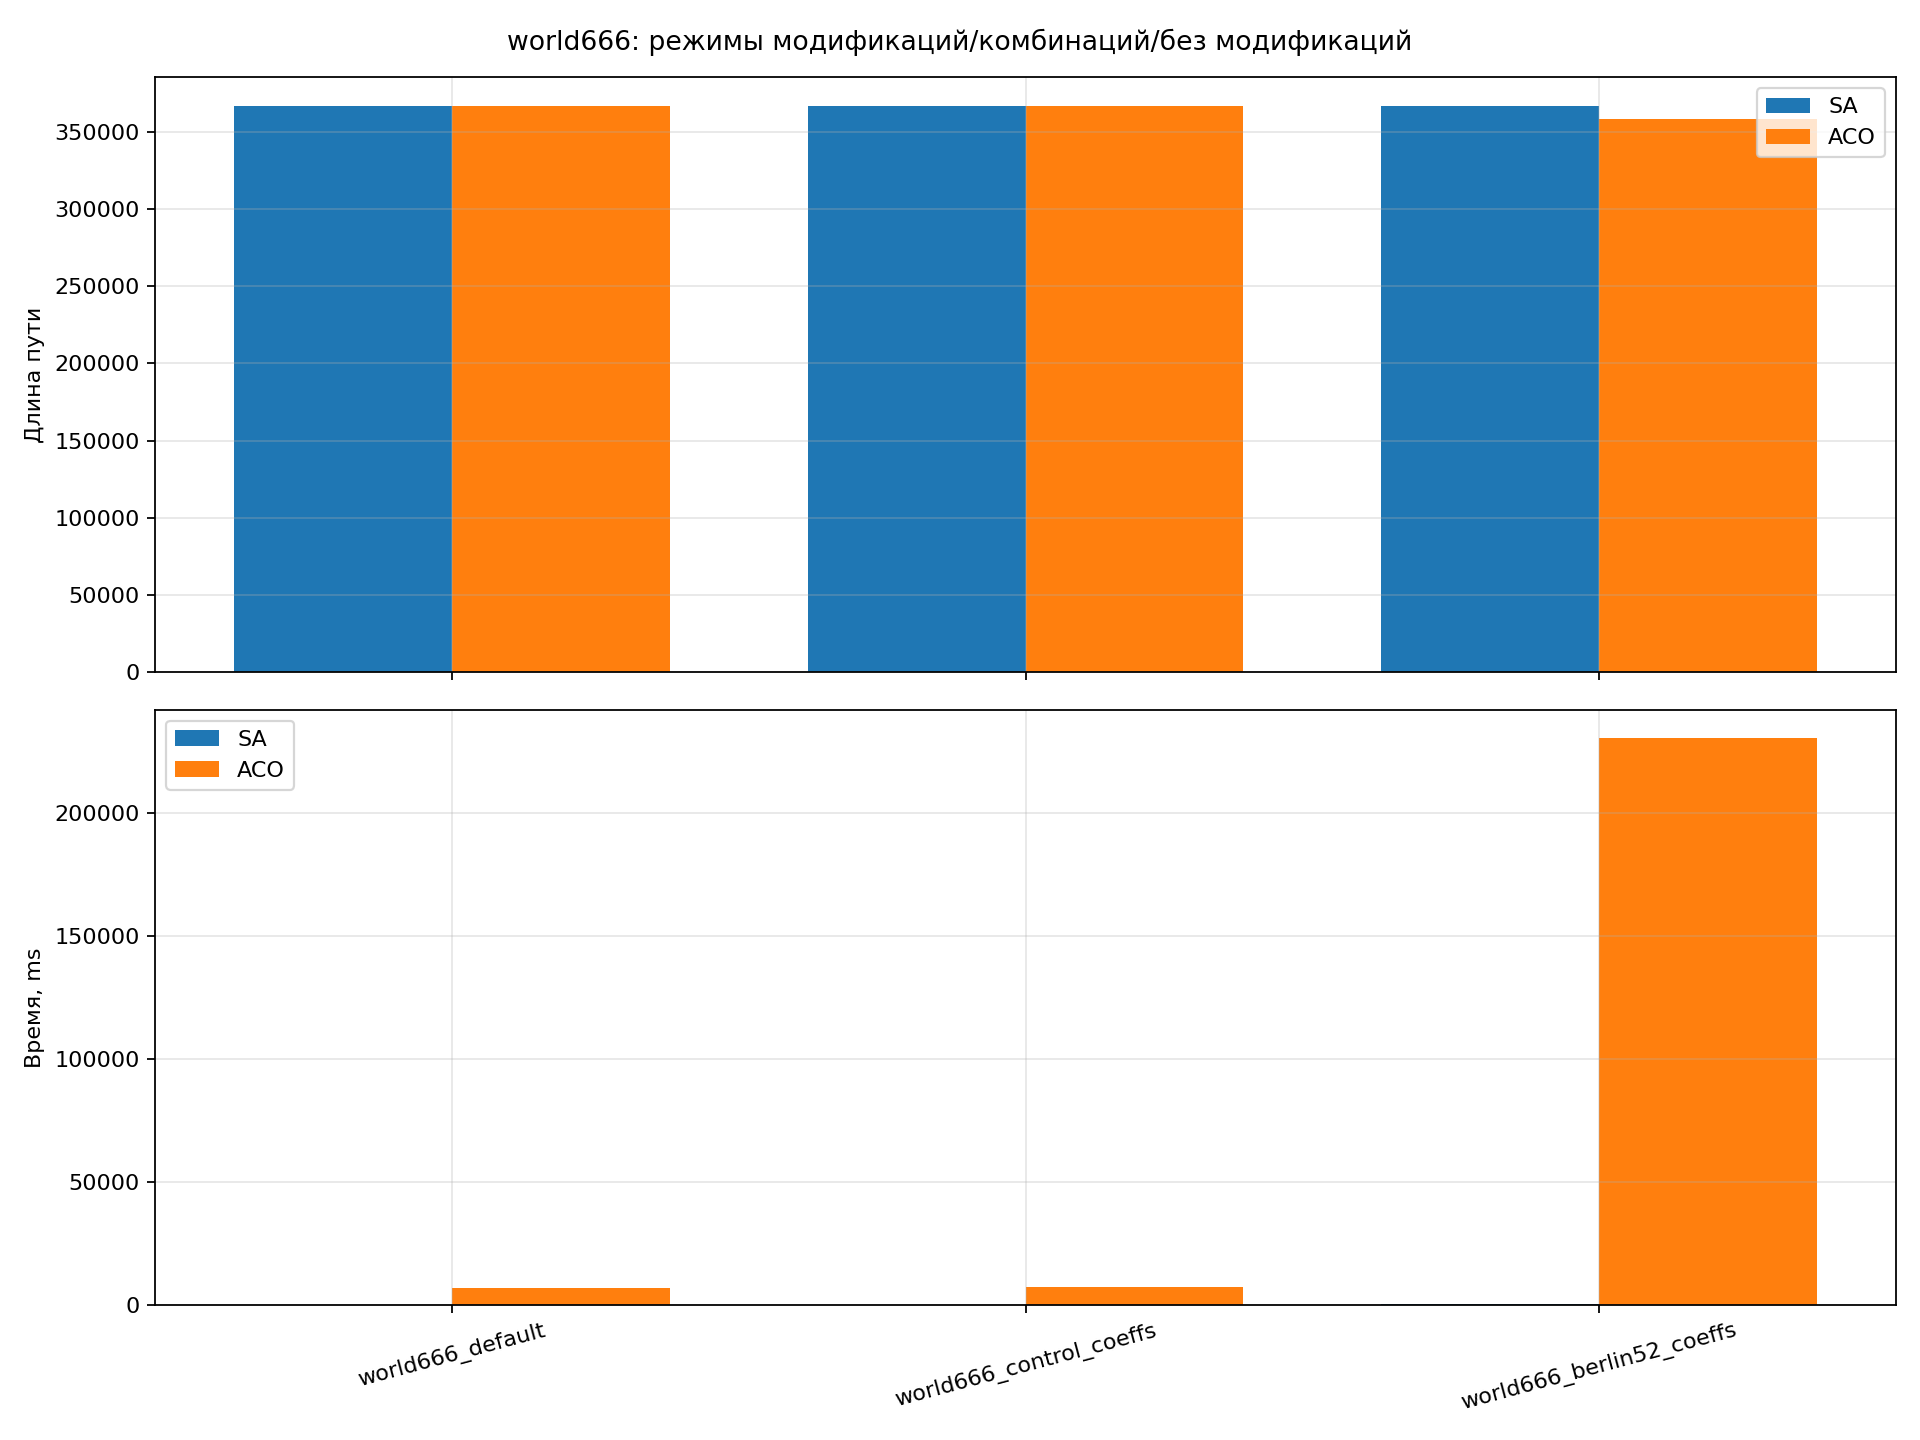 world666: режимы модификаций/комбинаций/без модификаций
SA
ACO
350000
300000
250000
200000
150000
100000
50000
0
Длина пути
SA
ACO
200000
150000
100000
50000
0
Время, ms
world666_default
world666_control_coeffs
world666_berlin52_coeffs